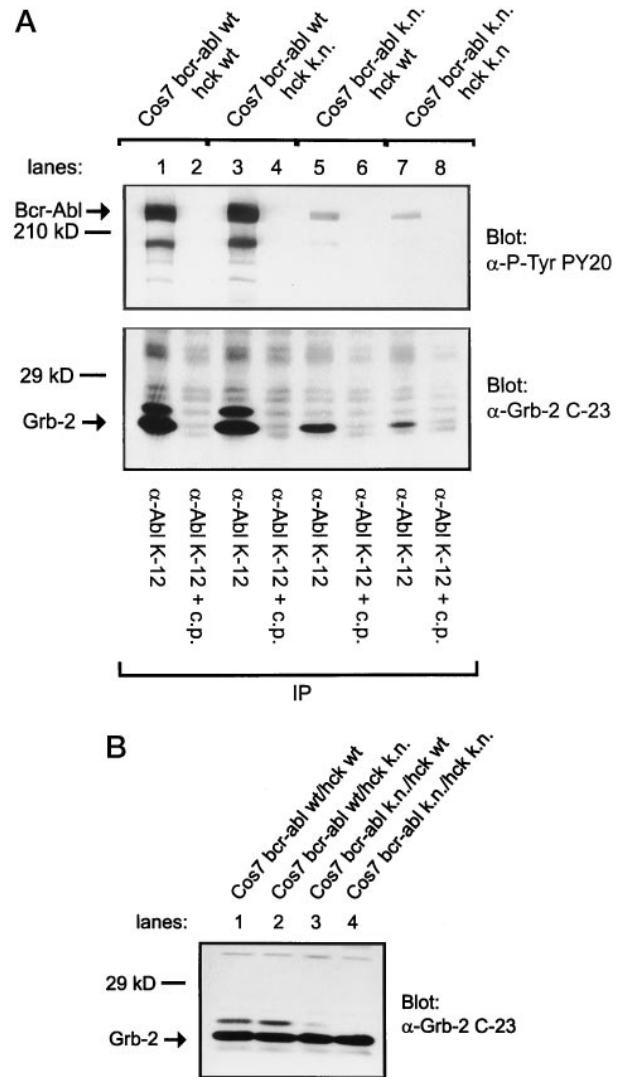 A
Cos7 bcr-abl wt
hck wt
Cos7 bcr-abl wt
hck k.n.
Cos7 bcr-abl k.n.
hck wt
Cos7 bcr-abl k.n.
hck k.n
lanes: 1 2 3 4 5 6 7 8
Bcr-Abl
210 kD
Blot:
α-P-Tyr PY20
29 kD
Grb-2
Blot:
α-Grb-2 C-23
α-Abl K-12
α-Abl K-12 + c.p.
α-Abl K-12
α-Abl K-12 + c.p.
α-Abl K-12
α-Abl K-12 + c.p.
α-Abl K-12
α-Abl K-12 + c.p.
IP
B
Cos7 bcr-abl wt/hck wt
Cos7 bcr-abl wt/hck k.n.
Cos7 bcr-abl k.n./hck wt
Cos7 bcr-abl k.n./hck k.n.
lanes: 1 2 3 4
29 kD
Grb-2
Blot:
α-Grb-2 C-23